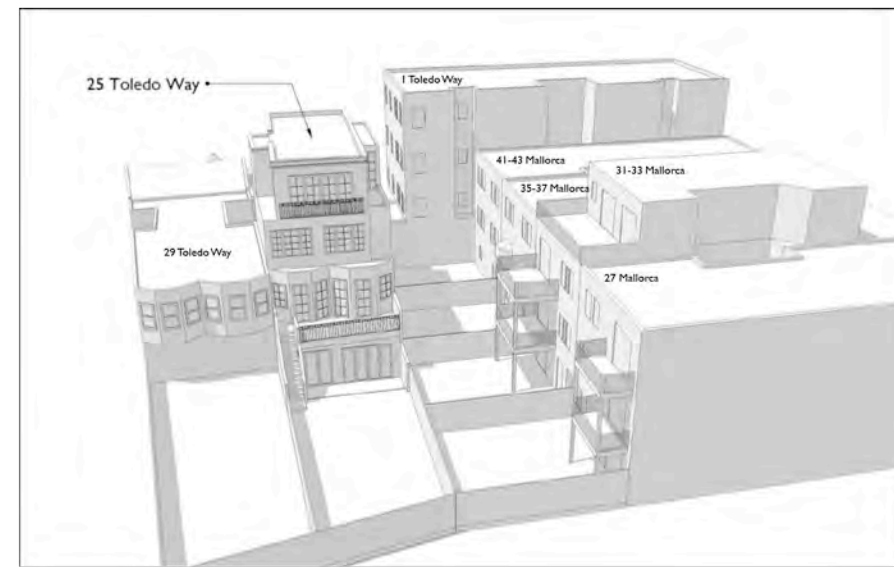 1 Toledo Way
25 Toledo Way
41-43 Mallorca
31-33 Mallorca
35-37 Mallorca
29 Toledo Way
27 Mallorca